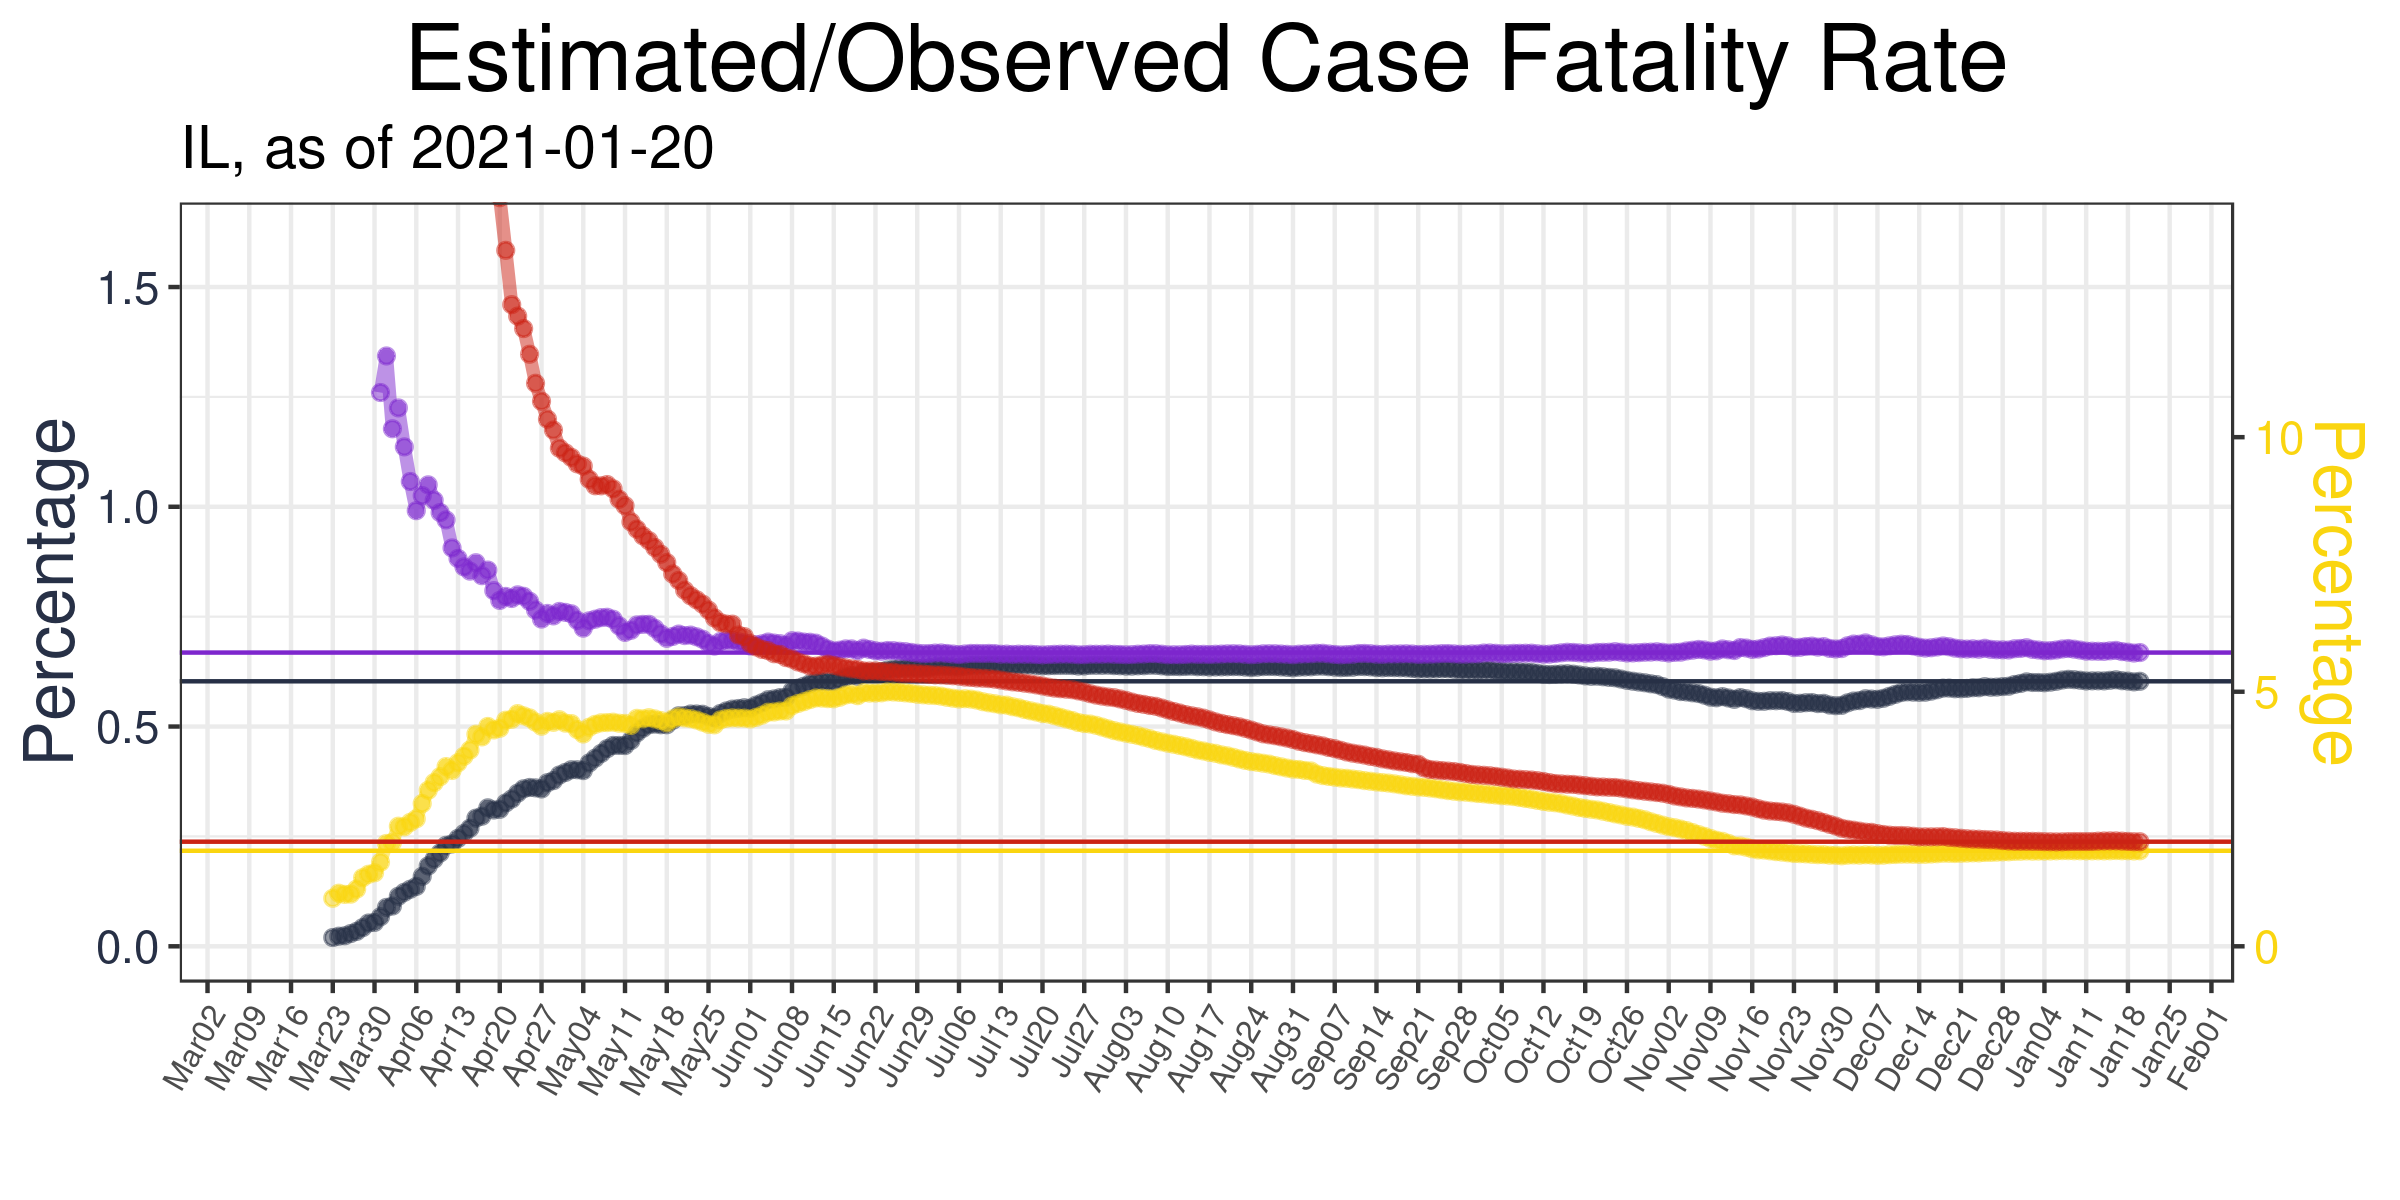 Estimated/Observed Case Fatality Rate
IL, as of 2021-01-20
Percentage
1.5
1.0
0.5
0.0
10
5
0
Percentage
Mar02
Mar09
Mar16
Mar23
Mar30
Apr06
Apr13
Apr20
Apr27
May04
May11
May18
May25
Jun01
Jun08
Jun15
Jun22
Jun29
Jul06
Jul13
Jul20
Jul27
Aug03
Aug10
Aug17
Aug24
Aug31
Sep07
Sep14
Sep21
Sep28
Oct05
Oct12
Oct19
Oct26
Nov02
Nov09
Nov16
Nov23
Nov30
Dec07
Dec14
Dec21
Dec28
Jan04
Jan11
Jan18
Jan25
Feb01